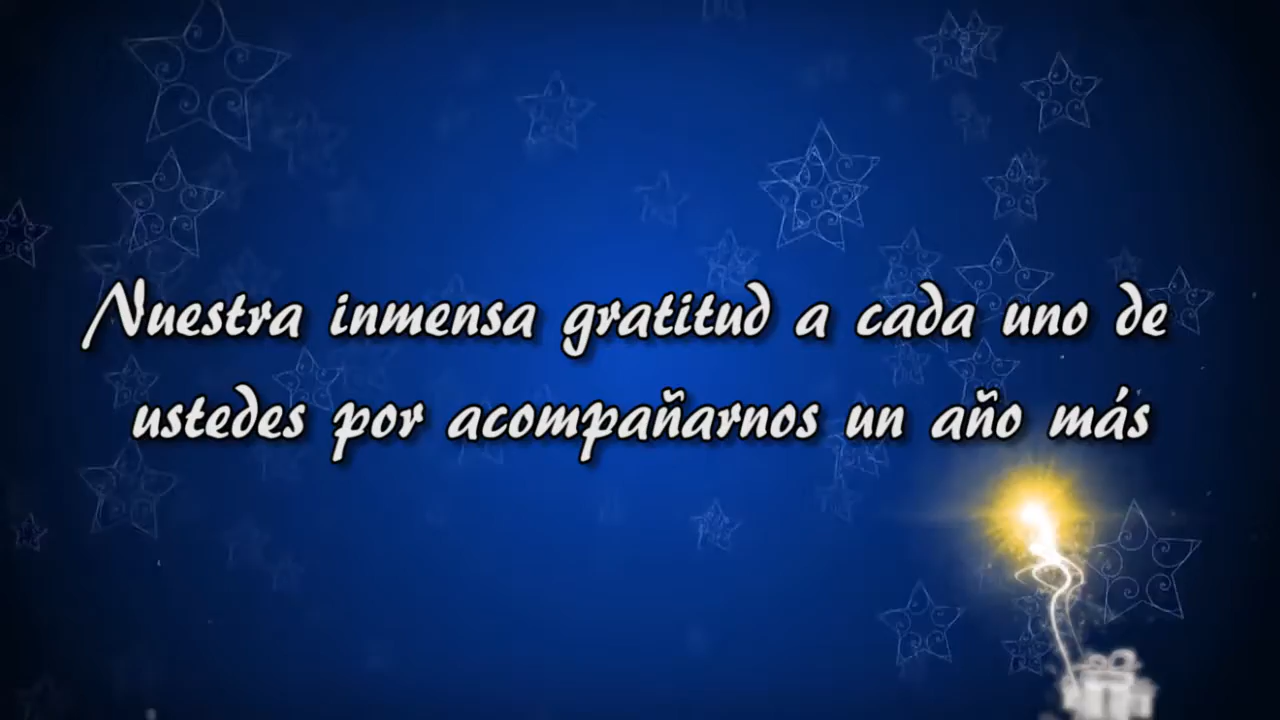 Nuestra inmensa gratitud a cada uno de
ustedes por acompañarnos un año más